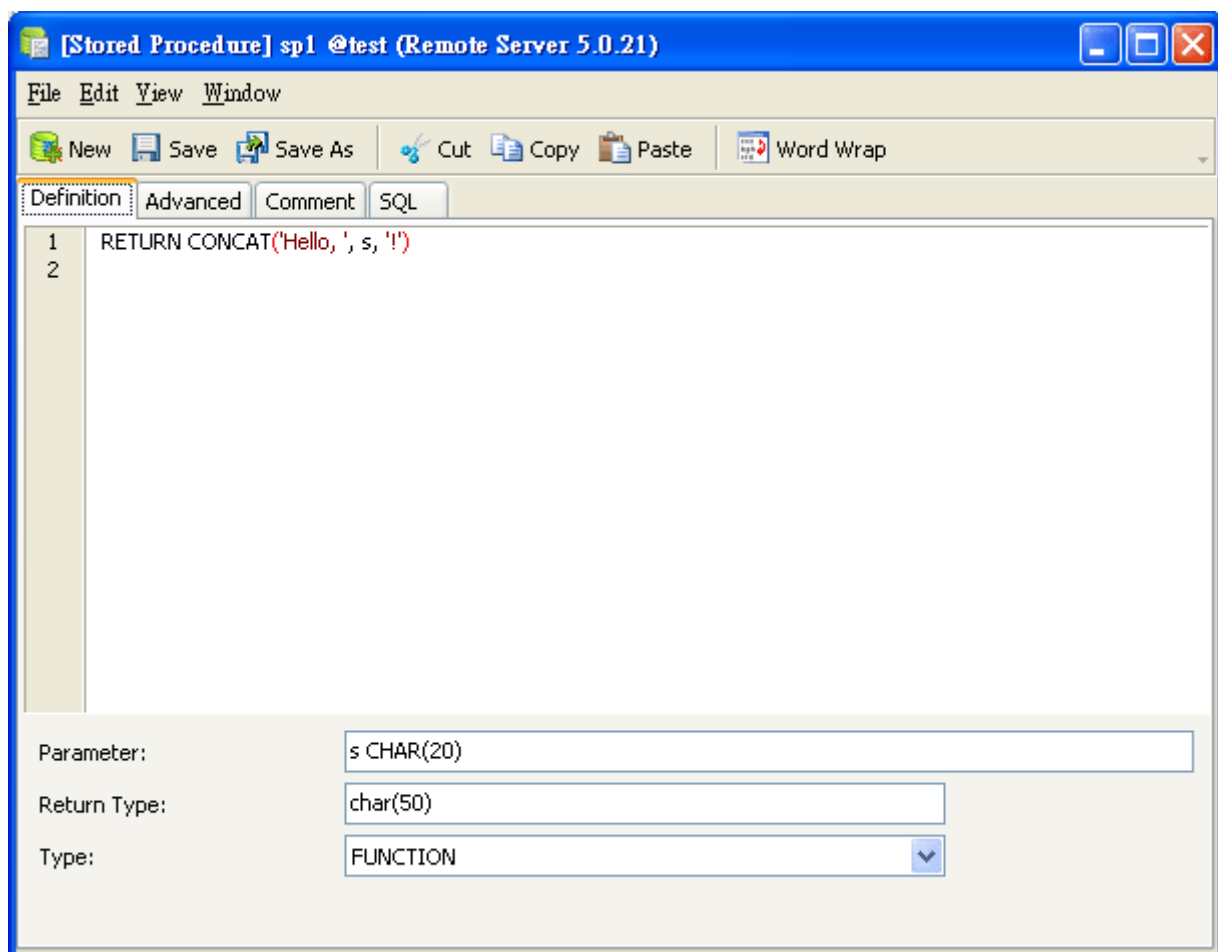 [Stored Procedure] sp1 @test (Remote Server 5.0.21)
File Edit View Window
New Save Save As Cut Copy Paste Word Wrap
Definition Advanced Comment SQL
1 RETURN CONCAT('Hello, ', s, '!')
2
Parameter: s CHAR(20)
Return Type: char(50)
Type: FUNCTION